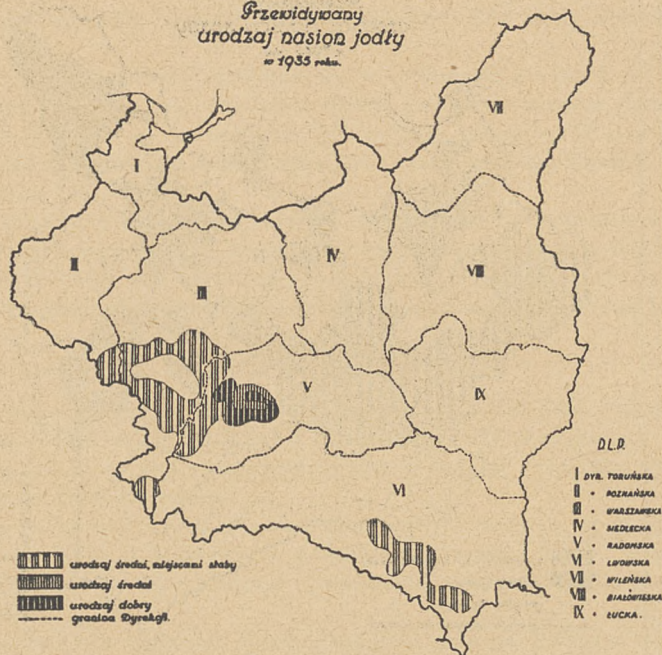 Przewidywany
urodzaj nasion jodły
w 1935 roku.
VII
I
IV
II
VIII
III
V
IX
VI
D.L.P.
I DYR. TORUŃSKA
II " POZNAŃSKA
III " WARSZAWSKA
IV " SIEDLECKA
V " RADOMSKA
VI " LWOWSKA
VII " WILEŃSKA
VIII " BIAŁOWIESKA
IX " ŁUCKA.
urodzaj średni, miejscami słaby
urodzaj średni
urodzaj dobry
granica Dyrekcji.